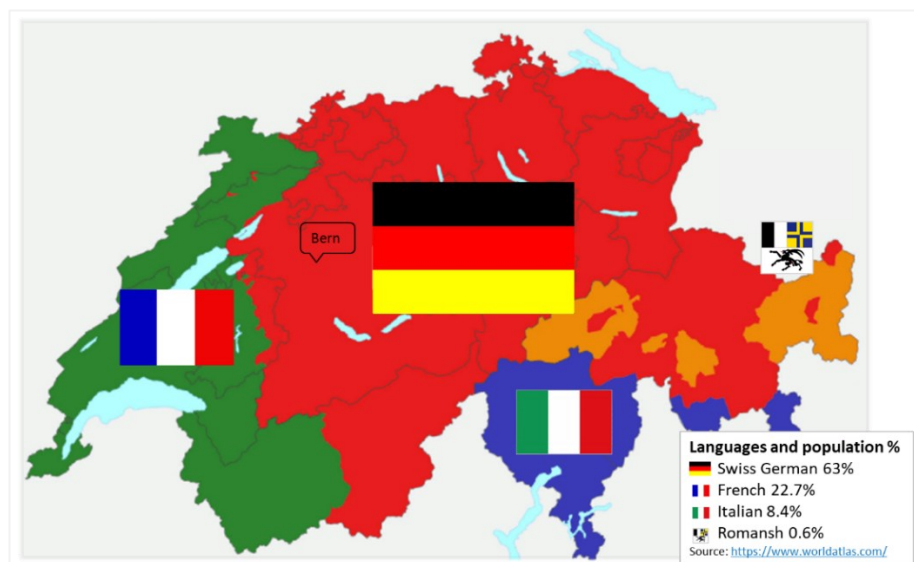 Bern
Languages and population %
Swiss German 63%
French 22.7%
Italian 8.4%
Romansh 0.6%
Source: https://www.worldatlas.com/